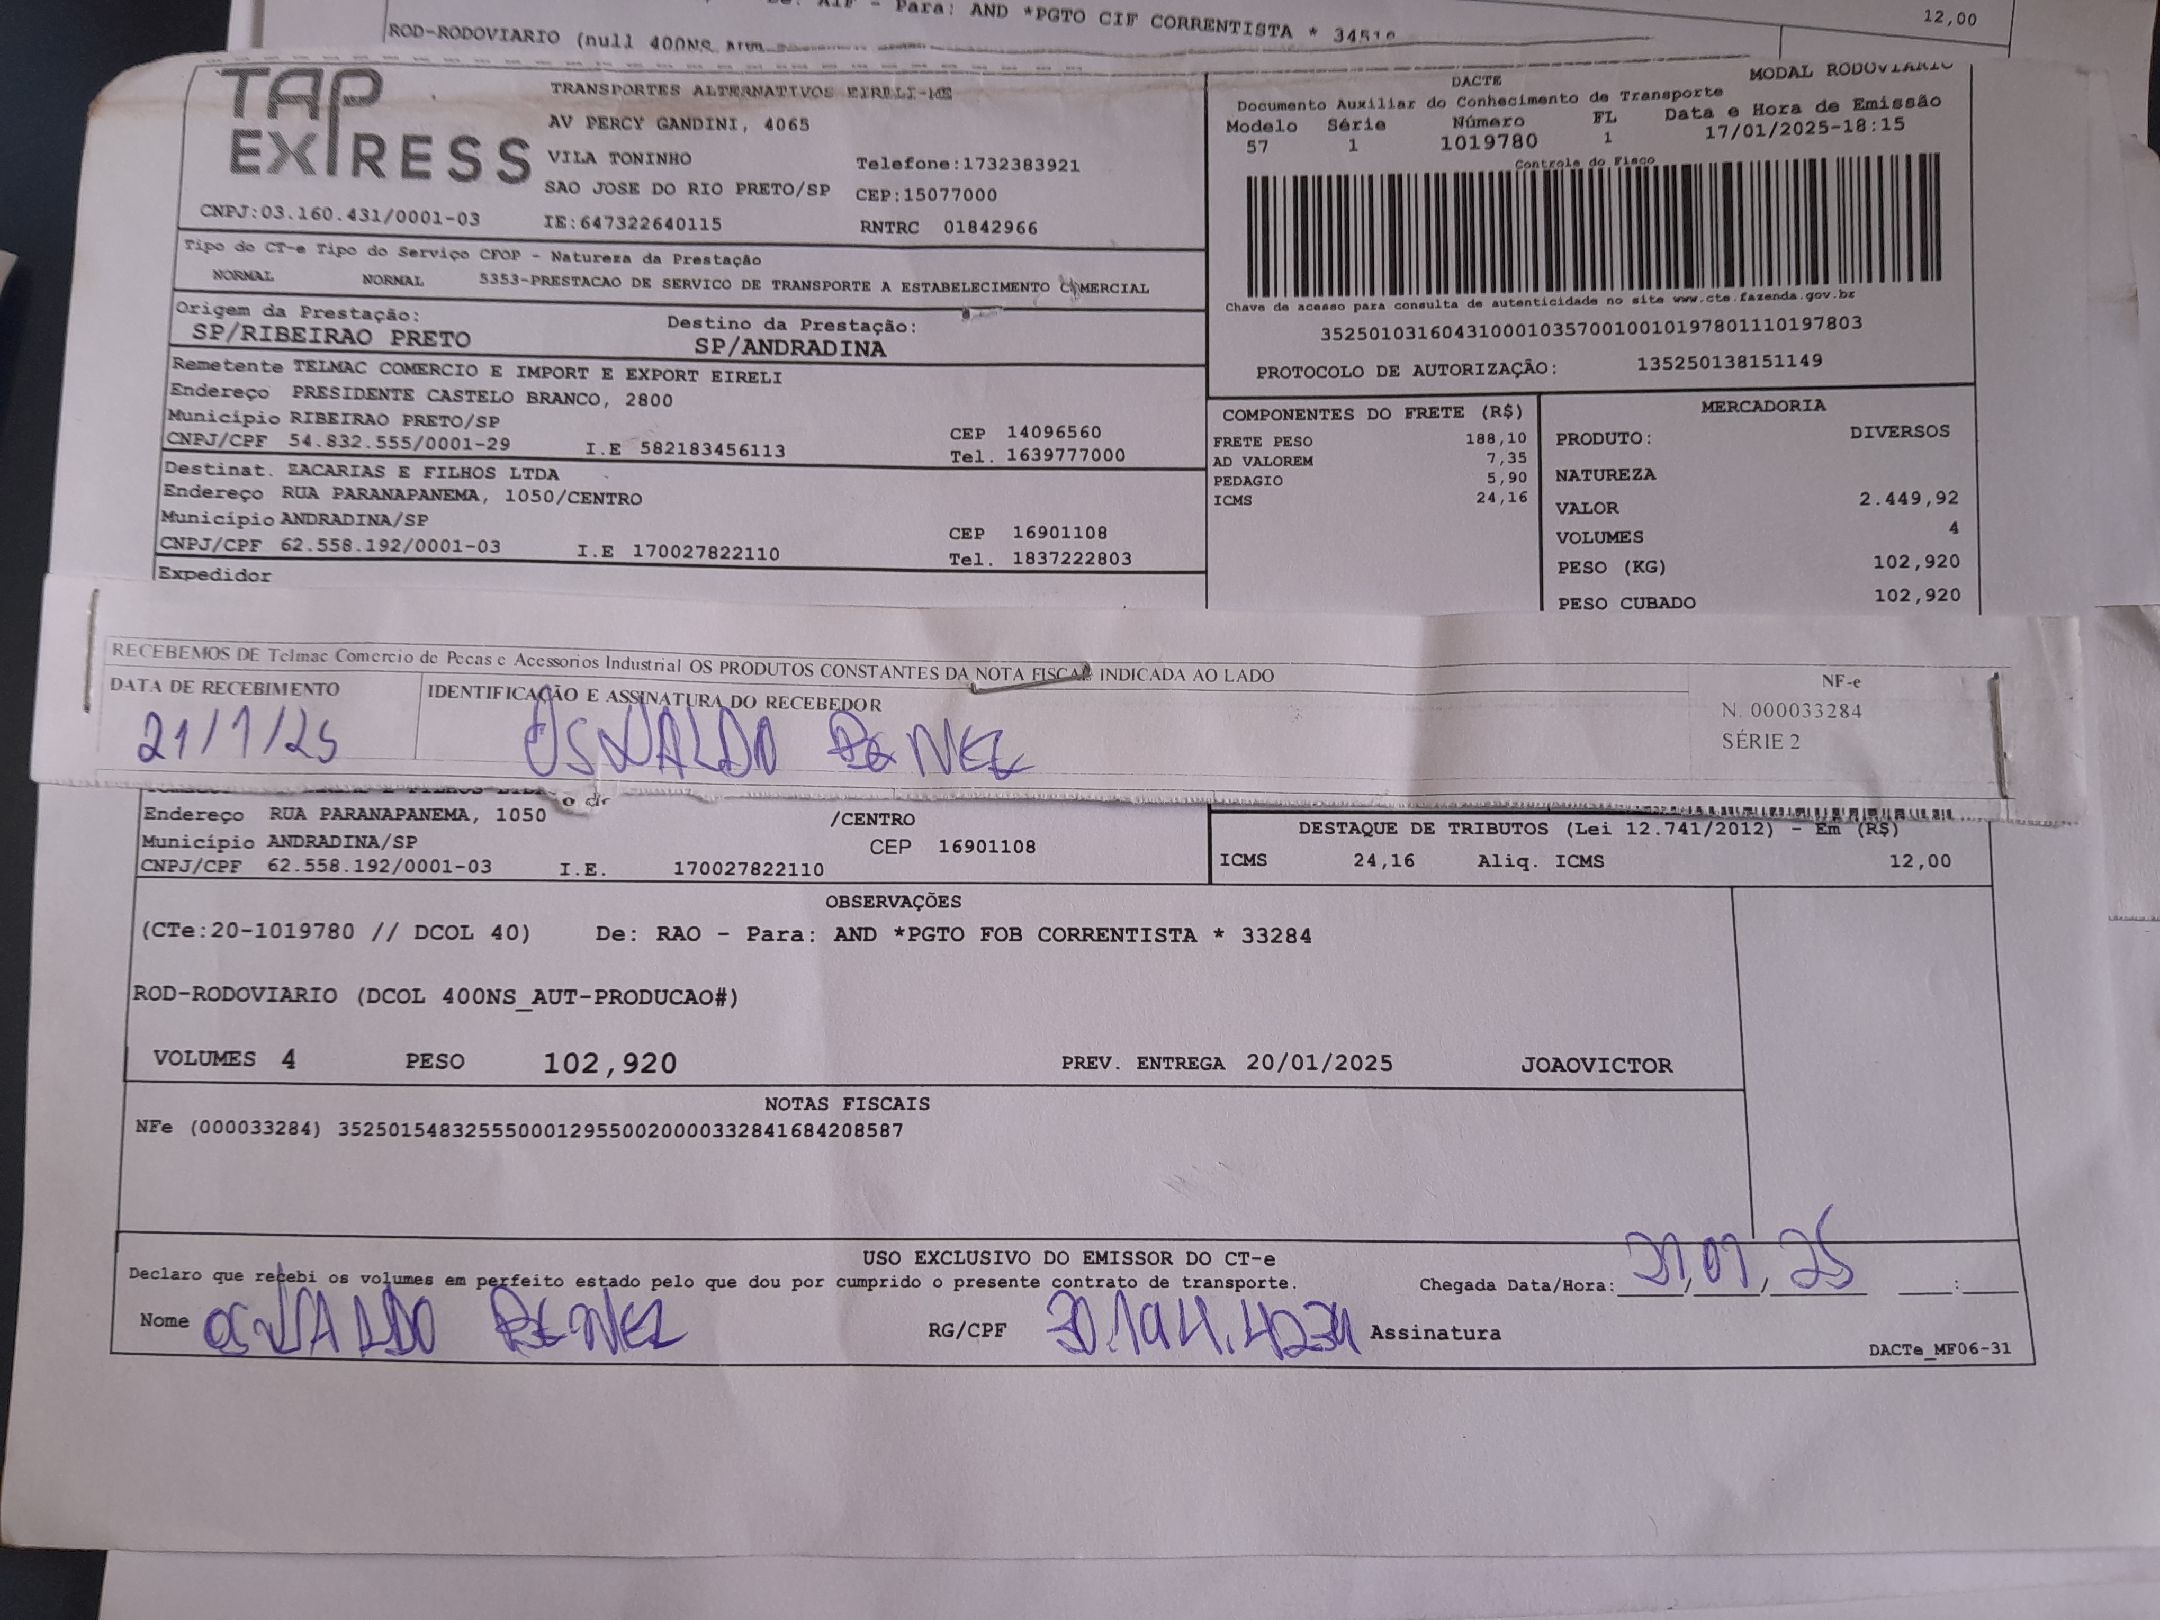 Para: AND *PGTO CIF CORRENTISTA * 34510
12,00
ROD-RODOVIARIO (null 400NS
TAP EXPRESS
TRANSPORTES ALTERNATIVOS EIRELI-ME
AV PERCY GANDINI, 4065
VILA TONINHO Telefone:1732383921
SAO JOSE DO RIO PRETO/SP CEP:15077000
CNPJ:03.160.431/0001-03 IE:647322640115 RNTRC 01842966
DACTE MODAL RODOVIARIO
Documento Auxiliar do Conhecimento de Transporte
Modelo Série Número FL Data e Hora de Emissão
57 1 1019780 1 17/01/2025-18:15
Controle do Fisco
Chave de acesso para consulta de autenticidade no site www.cte.fazenda.gov.br
35250103160431000103570010010197801110197803
PROTOCOLO DE AUTORIZAÇÃO: 135250138151149
Tipo do CT-e Tipo do Serviço CFOP - Natureza da Prestação
NORMAL NORMAL 5353-PRESTACAO DE SERVICO DE TRANSPORTE A ESTABELECIMENTO COMERCIAL
Origem da Prestação: Destino da Prestação:
SP/RIBEIRAO PRETO SP/ANDRADINA
Remetente TELMAC COMERCIO E IMPORT E EXPORT EIRELI
Endereço PRESIDENTE CASTELO BRANCO, 2800
Município RIBEIRAO PRETO/SP CEP 14096560
CNPJ/CPF 54.832.555/0001-29 I.E 582183456113 Tel. 1639777000
Destinat. ZACARIAS E FILHOS LTDA
Endereço RUA PARANAPANEMA, 1050/CENTRO
Município ANDRADINA/SP CEP 16901108
CNPJ/CPF 62.558.192/0001-03 I.E 170027822110 Tel. 1837222803
Expedidor
COMPONENTES DO FRETE (R$)
FRETE PESO 188,10
AD VALOREM 7,35
PEDAGIO 5,90
ICMS 24,16
MERCADORIA
PRODUTO: DIVERSOS
NATUREZA
VALOR 2.449,92
VOLUMES 4
PESO (KG) 102,920
PESO CUBADO 102,920
RECEBEMOS DE Telmac Comercio de Pecas e Acessorios Industrial OS PRODUTOS CONSTANTES DA NOTA FISCAL INDICADA AO LADO
DATA DE RECEBIMENTO IDENTIFICAÇÃO E ASSINATURA DO RECEBEDOR
21/1/25 OSVALDO
NF-e
N. 000033284
SÉRIE 2
Endereço RUA PARANAPANEMA, 1050 /CENTRO
Município ANDRADINA/SP CEP 16901108
CNPJ/CPF 62.558.192/0001-03 I.E. 170027822110
DESTAQUE DE TRIBUTOS (Lei 12.741/2012) - Em (R$)
ICMS 24,16 Aliq. ICMS 12,00
OBSERVAÇÕES
(CTe:20-1019780 // DCOL 40) De: RAO - Para: AND *PGTO FOB CORRENTISTA * 33284
ROD-RODOVIARIO (DCOL 400NS_AUT-PRODUCAO#)
VOLUMES 4 PESO 102,920 PREV. ENTREGA 20/01/2025 JOAOVICTOR
NOTAS FISCAIS
NFe (000033284) 35250154832555000129550020000332841684208587
USO EXCLUSIVO DO EMISSOR DO CT-e
Declaro que recebi os volumes em perfeito estado pelo que dou por cumprido o presente contrato de transporte. Chegada Data/Hora: 21/01/25 :
Nome OSVALDO RG/CPF Assinatura
DACTe_MF06-31